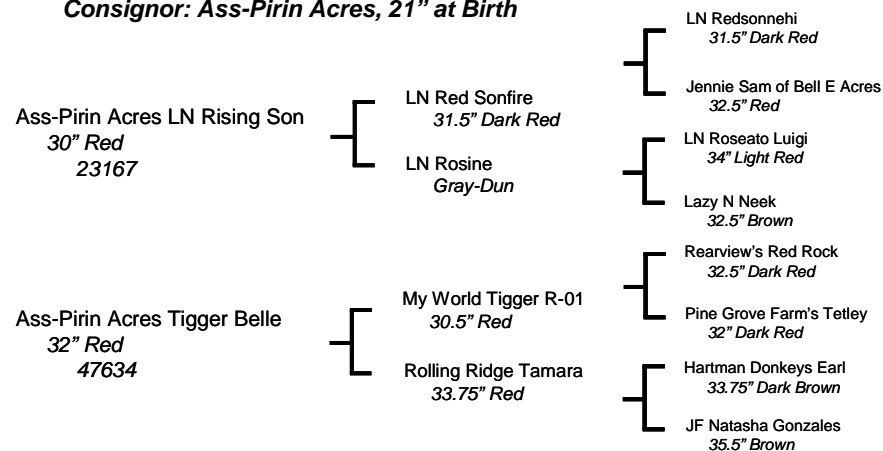 Consignor: Ass-Pirin Acres, 21” at Birth
Ass-Pirin Acres LN Rising Son
30” Red
23167
LN Red Sonfire
31.5” Dark Red
LN Rosine
Gray-Dun
LN Redsonnehi
31.5” Dark Red
Jennie Sam of Bell E Acres
32.5” Red
LN Roseato Luigi
34” Light Red
Lazy N Neek
32.5” Brown
Ass-Pirin Acres Tigger Belle
32” Red
47634
My World Tigger R-01
30.5” Red
Rolling Ridge Tamara
33.75” Red
Rearview’s Red Rock
32.5” Dark Red
Pine Grove Farm’s Tetley
32” Dark Red
Hartman Donkeys Earl
33.75” Dark Brown
JF Natasha Gonzales
35.5” Brown